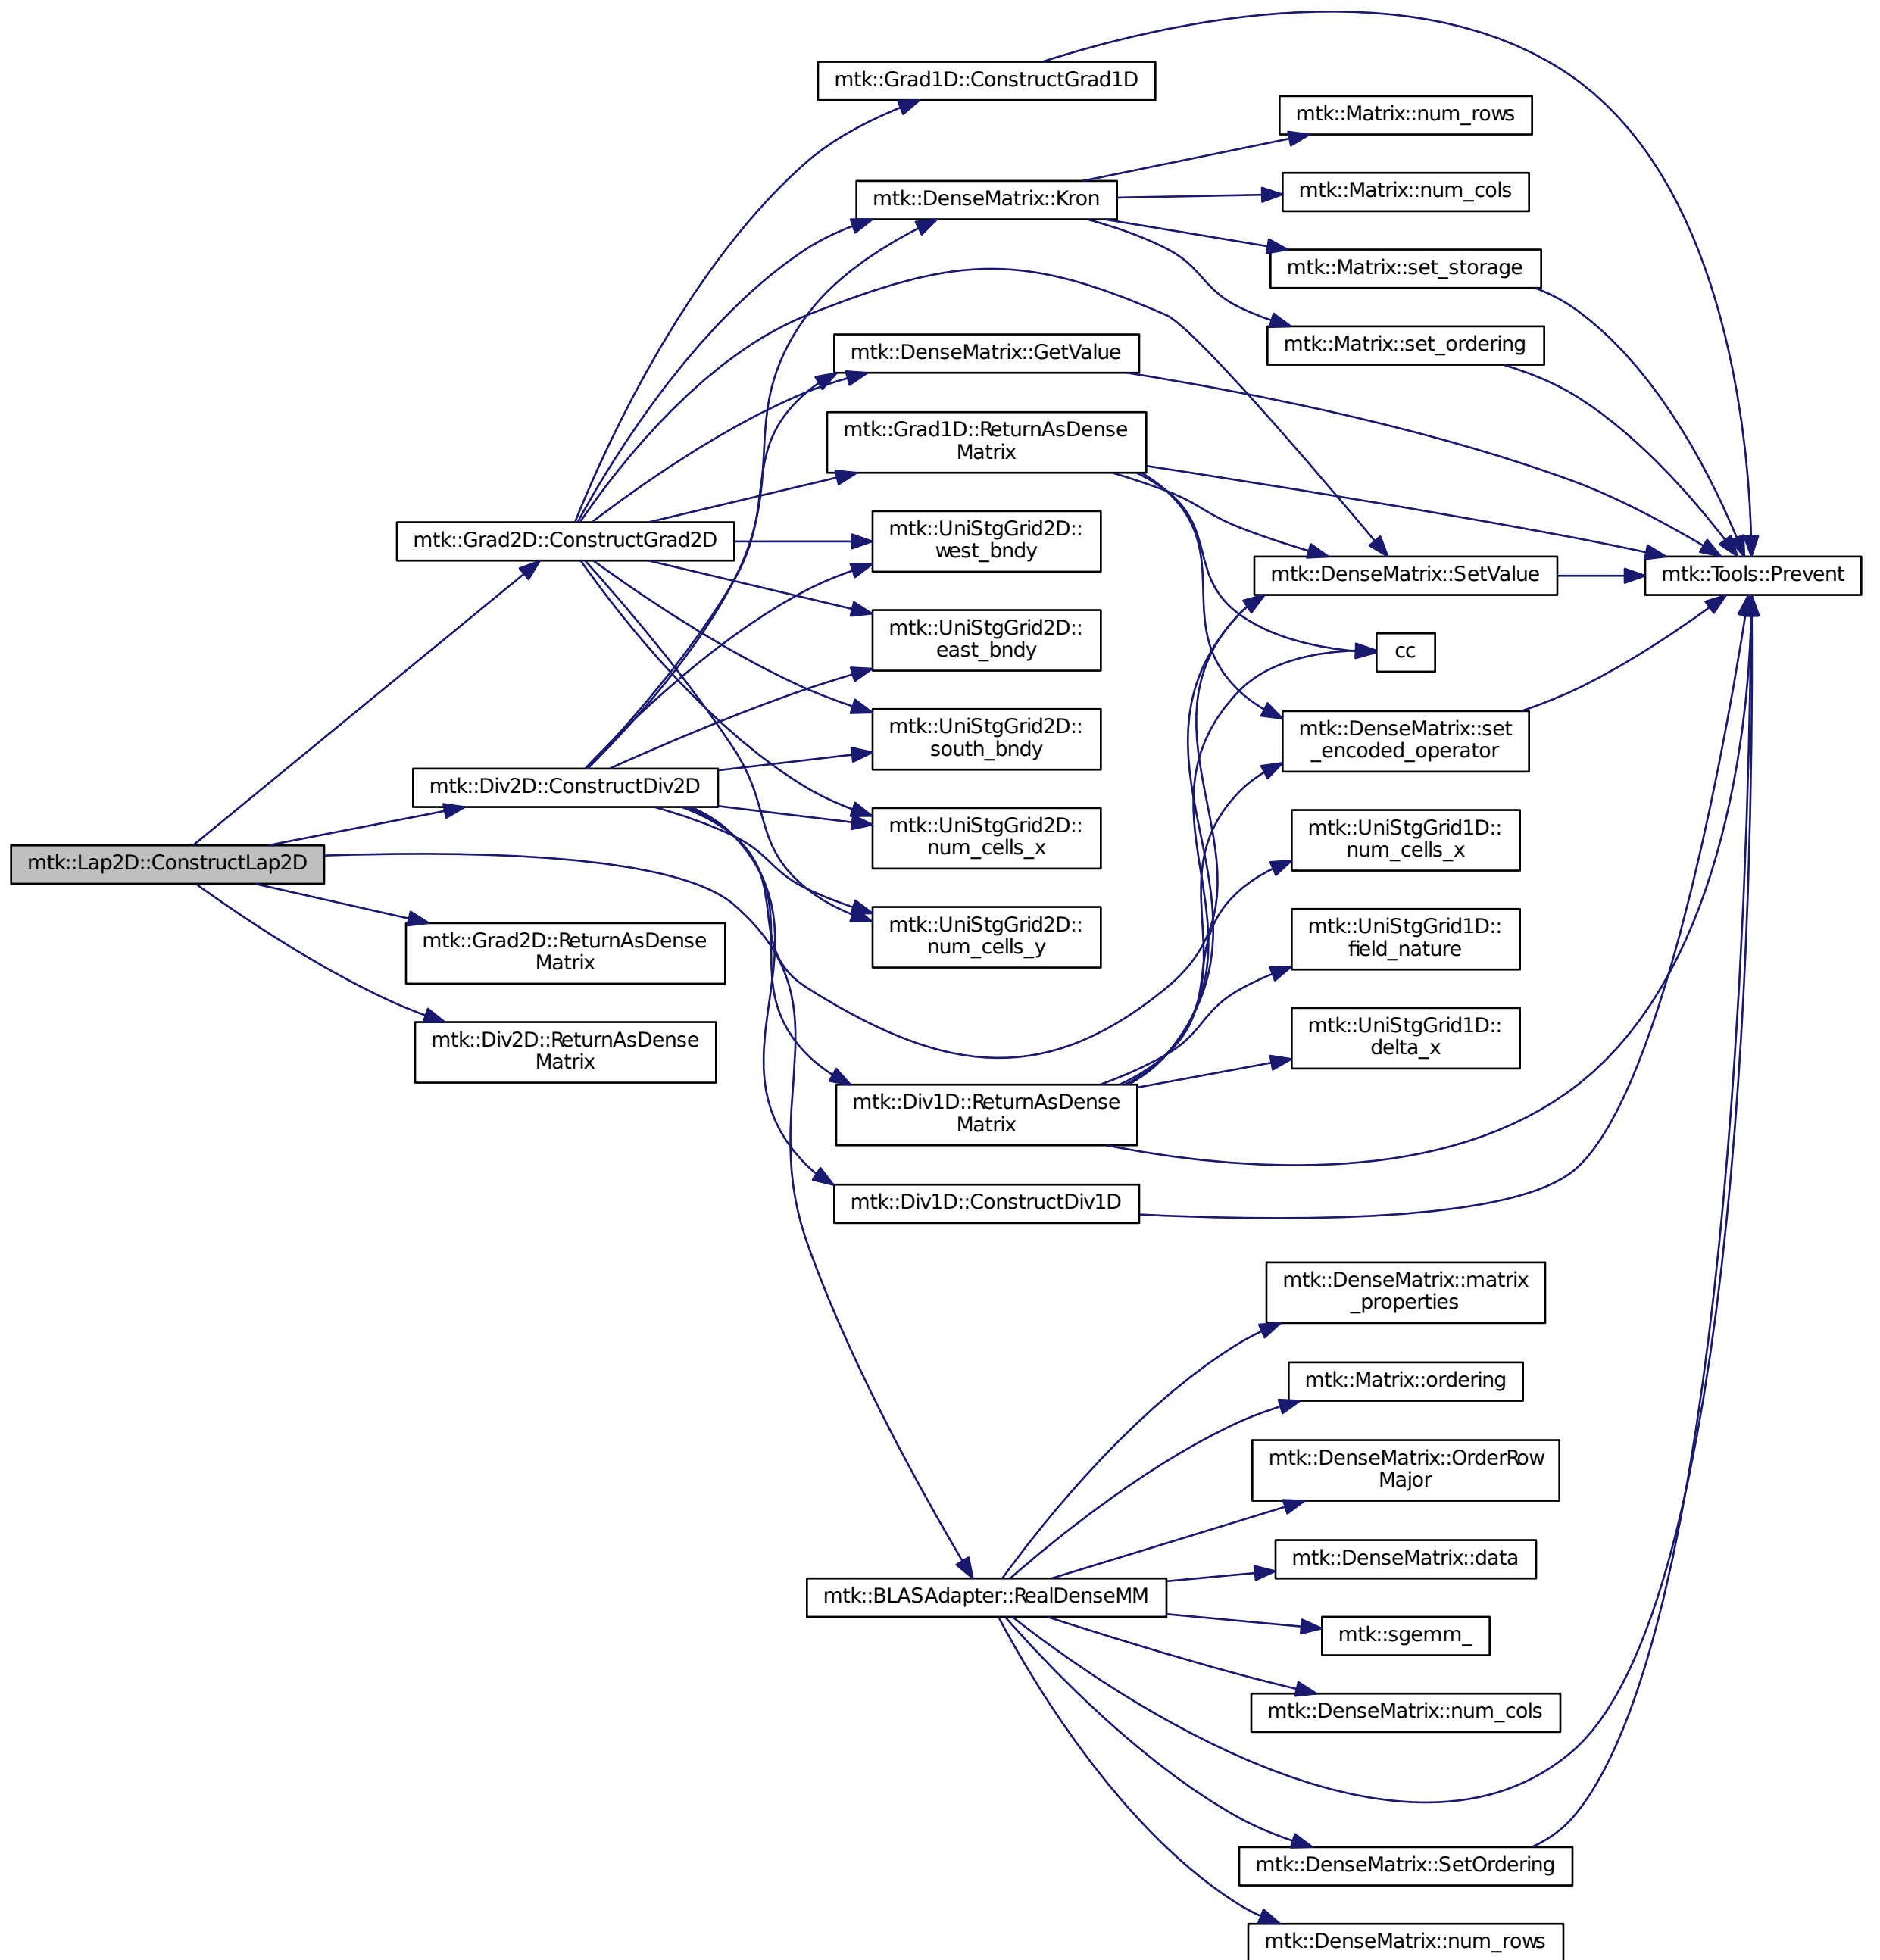 mtk::Grad1D::ConstructGrad1D
mtk::Matrix::num_rows
mtk::DenseMatrix::Kron
mtk::Matrix::num_cols
mtk::Matrix::set_storage
mtk::Matrix::set_ordering
mtk::DenseMatrix::GetValue
mtk::Grad1D::ReturnAsDense
Matrix
mtk::Grad2D::ConstructGrad2D
mtk::UniStgGrid2D::
west_bndy
mtk::DenseMatrix::SetValue
mtk::Tools::Prevent
mtk::UniStgGrid2D::
east_bndy
cc
mtk::UniStgGrid2D::
south_bndy
mtk::DenseMatrix::set
_encoded_operator
mtk::Div2D::ConstructDiv2D
mtk::UniStgGrid2D::
num_cells_x
mtk::UniStgGrid1D::
num_cells_x
mtk::Lap2D::ConstructLap2D
mtk::Grad2D::ReturnAsDense
Matrix
mtk::UniStgGrid2D::
num_cells_y
mtk::UniStgGrid1D::
field_nature
mtk::Div2D::ReturnAsDense
Matrix
mtk::UniStgGrid1D::
delta_x
mtk::Div1D::ReturnAsDense
Matrix
mtk::Div1D::ConstructDiv1D
mtk::DenseMatrix::matrix
_properties
mtk::Matrix::ordering
mtk::DenseMatrix::OrderRow
Major
mtk::DenseMatrix::data
mtk::BLASAdapter::RealDenseMM
mtk::sgemm_
mtk::DenseMatrix::num_cols
mtk::DenseMatrix::SetOrdering
mtk::DenseMatrix::num_rows